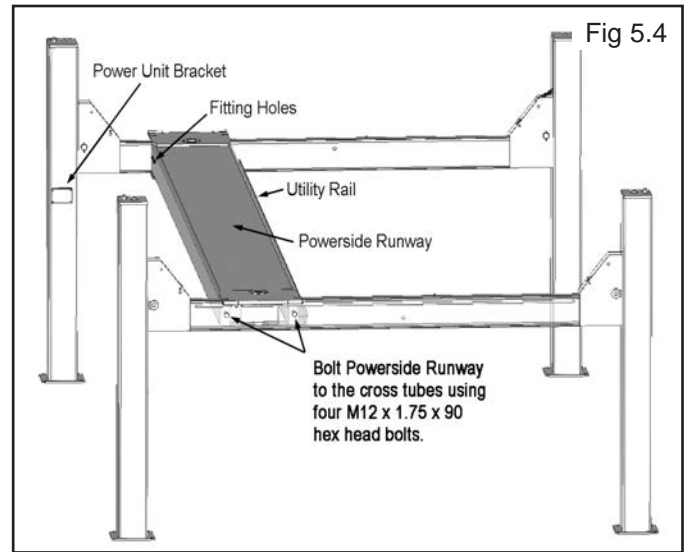 Fig 5.4
Power Unit Bracket
Fitting Holes
Utility Rail
Powerside Runway
Bolt Powerside Runway
to the cross tubes using
four M12 x 1.75 x 90
hex head bolts.